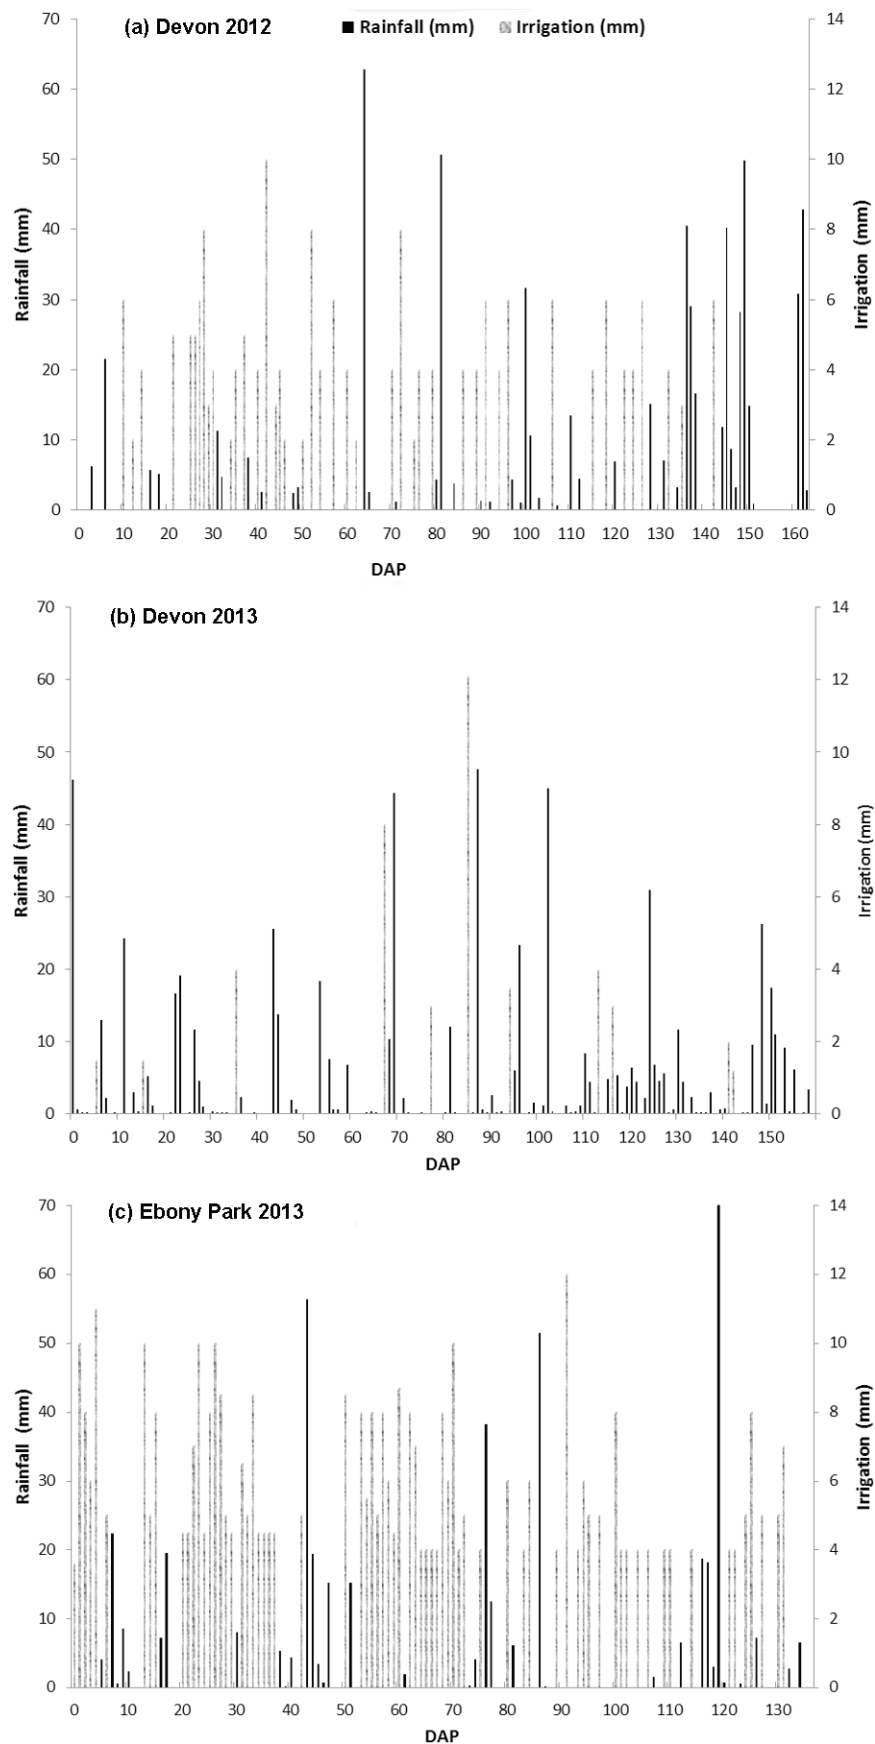 (a) Devon 2012 Rainfall (mm) Irrigation (mm)
70 14
60 12
50 10
40 8
30 6
20 4
10 2
0 0
Rainfall (mm)
Irrigation (mm)
0 10 20 30 40 50 60 70 80 90 100 110 120 130 140 150 160
DAP
(b) Devon 2013
70 14
60 12
50 10
40 8
30 6
20 4
10 2
0 0
Rainfall (mm)
Irrigation (mm)
0 10 20 30 40 50 60 70 80 90 100 110 120 130 140 150
DAP
(c) Ebony Park 2013
70 14
60 12
50 10
40 8
30 6
20 4
10 2
0 0
Rainfall (mm)
Irrigation (mm)
0 10 20 30 40 50 60 70 80 90 100 110 120 130
DAP